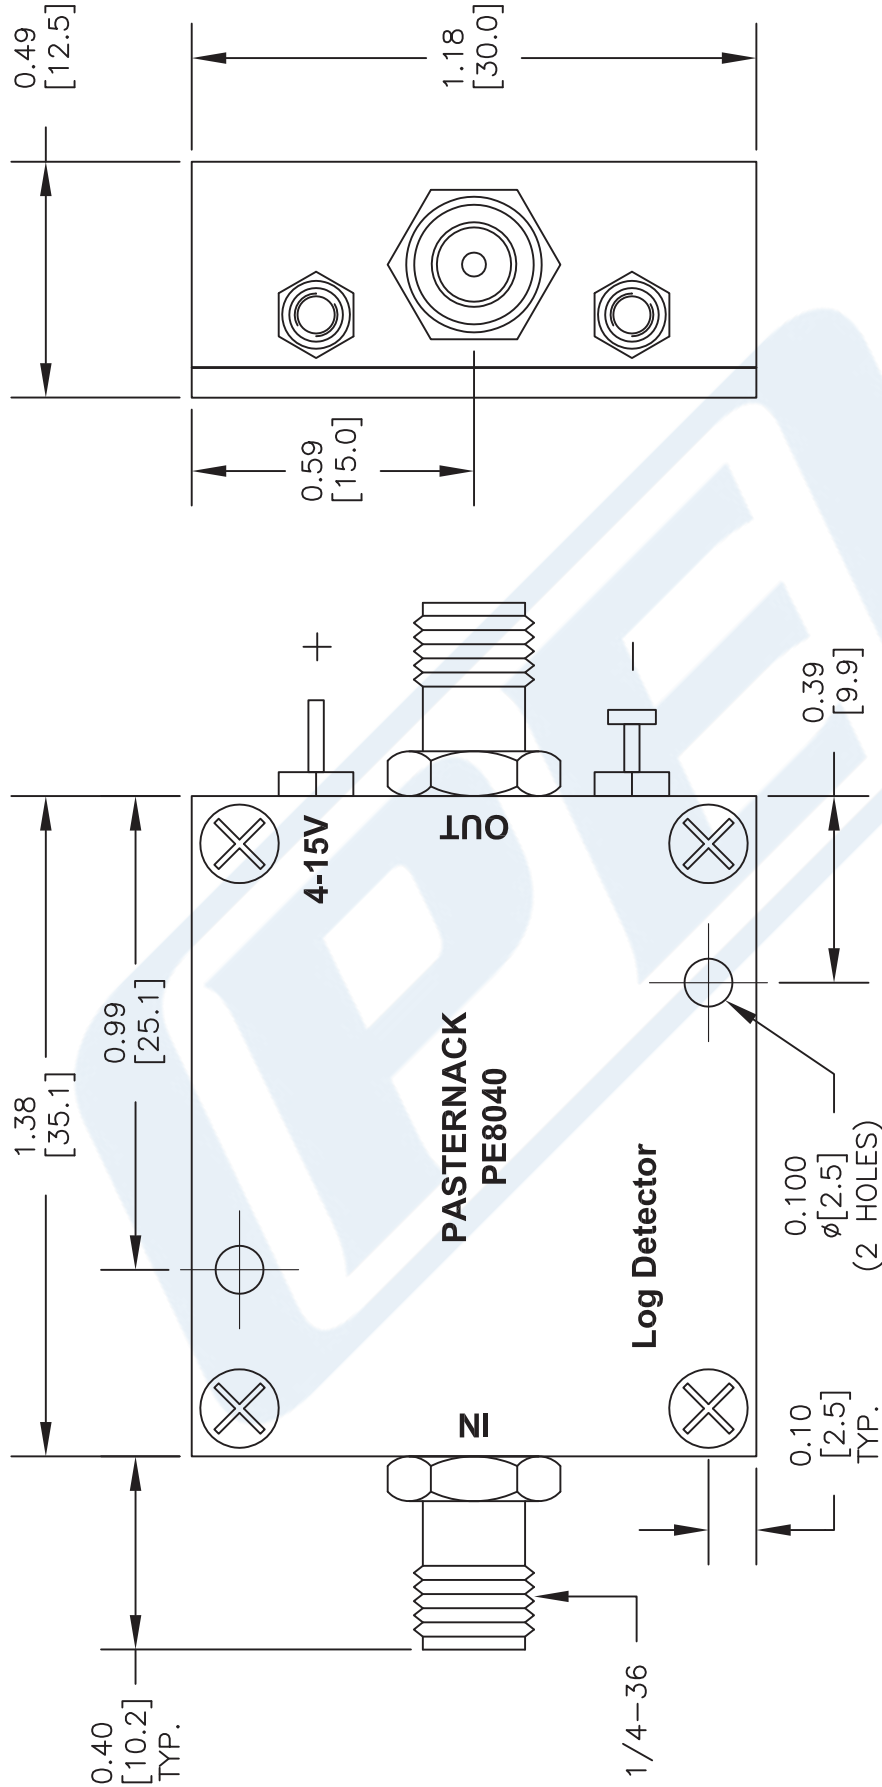 0.40
[10.2]
TYP.
1.38
[35.1]
0.99
[25.1]
0.49
[12.5]
1.18
[30.0]
0.59
[15.0]
4-15V
+
IN
OUT
PASTERNACK
PE8040
Log Detector
−
1/4-36
0.10
[2.5]
TYP.
0.100
ø[2.5]
(2 HOLES)
0.39
[9.9]
PE